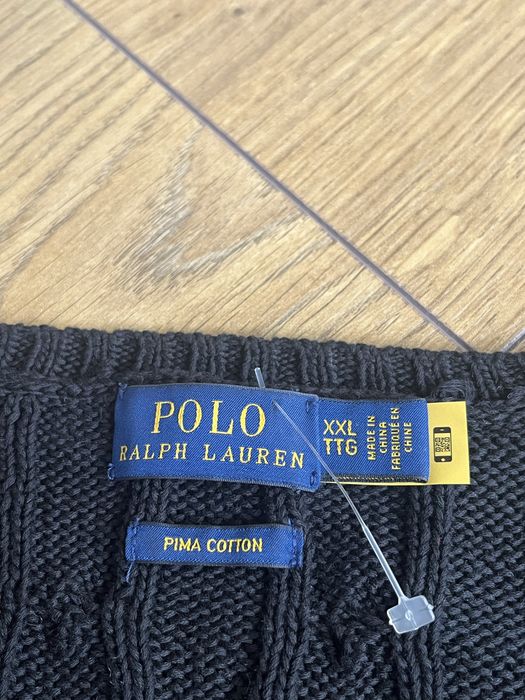 POLO
RALPH LAUREN
XXL
TTG
MADE IN
CHINA
FABRIQUÉ EN
CHINE
PIMA COTTON